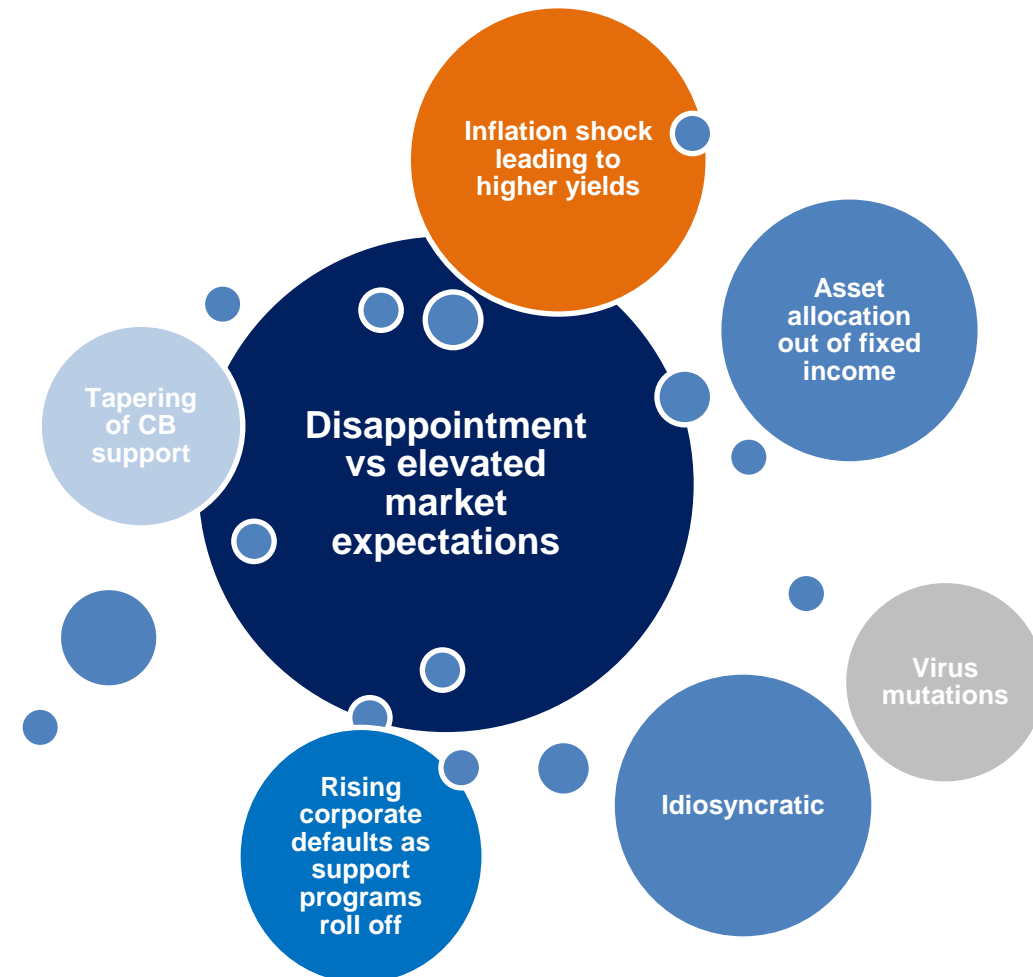 Inflation shock
leading to
higher yields
Asset
allocation
out of fixed
income
Tapering
of CB
support
Disappointment
vs elevated
market
expectations
Virus
mutations
Idiosyncratic
Rising
corporate
defaults as
support
programs
roll off